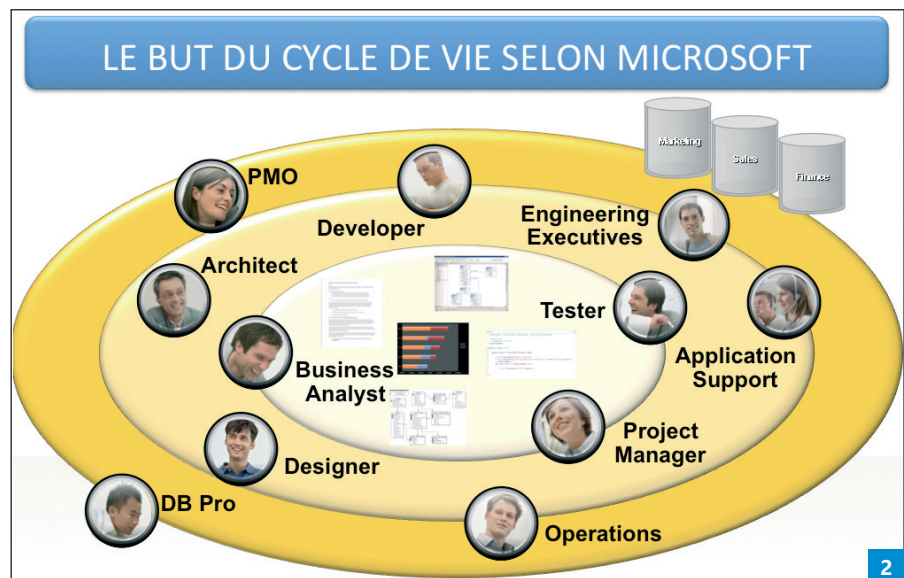 LE BUT DU CYCLE DE VIE SELON MICROSOFT
Marketing
Sales
Finance
PMO
Developer
Engineering
Executives
Architect
Tester
Business
Analyst
Application
Support
Designer
Project
Manager
DB Pro
Operations
2